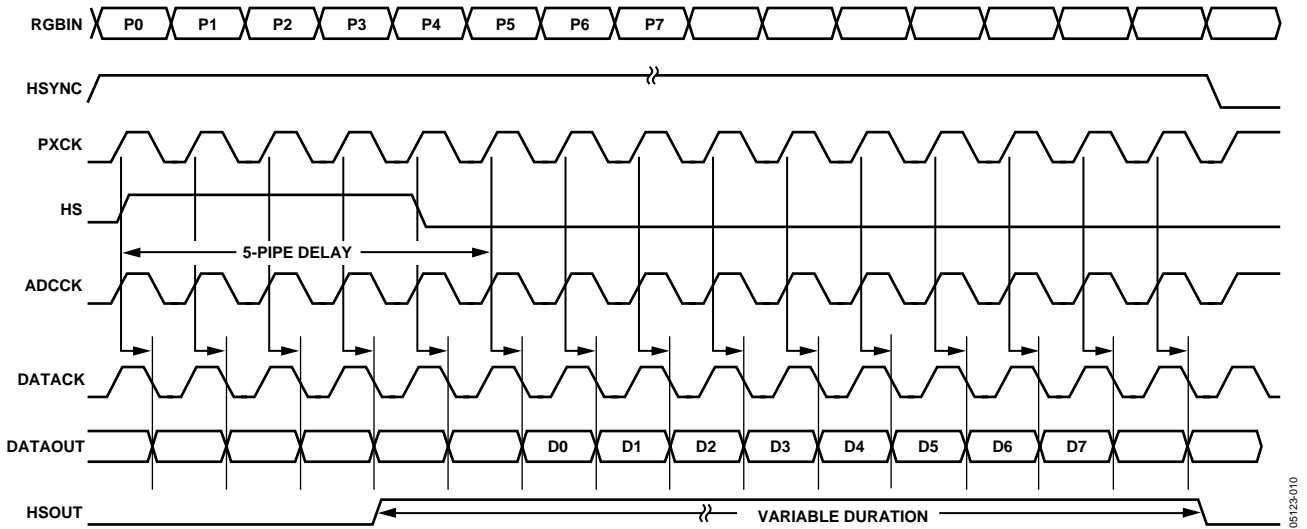 RGBIN P0 P1 P2 P3 P4 P5 P6 P7
HSYNC
PXCK
HS
5-PIPE DELAY
ADCCK
DATACK
DATAOUT D0 D1 D2 D3 D4 D5 D6 D7
HSOUT VARIABLE DURATION
05123-010